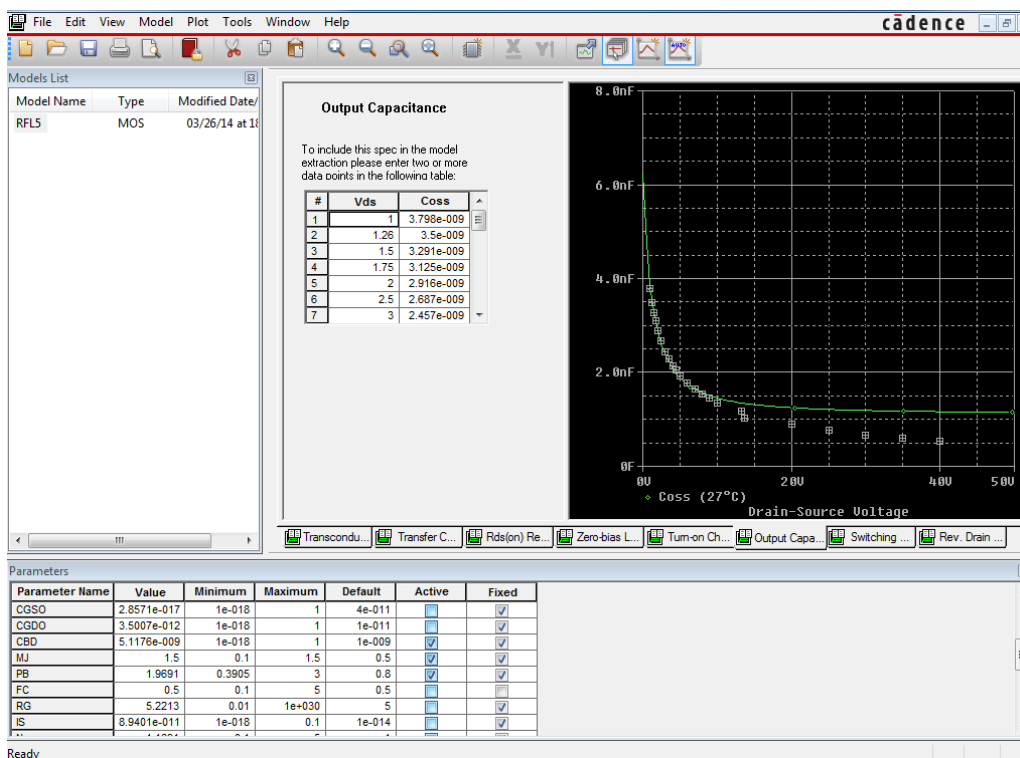 File Edit View Model Plot Tools Window Help cādence
Models List
Model Name Type Modified Date/
RFL5 MOS 03/26/14 at 18
Output Capacitance
To include this spec in the model
extraction please enter two or more
data points in the following table:
# Vds Coss
1 1 3.798e-009
2 1.26 3.5e-009
3 1.5 3.291e-009
4 1.75 3.125e-009
5 2 2.916e-009
6 2.5 2.687e-009
7 3 2.457e-009
8.0nF
6.0nF
4.0nF
2.0nF
0F
0V 20V 40V 50V
Coss (27°C)
Drain-Source Voltage
Transcondu... Transfer C... Rds(on) Re... Zero-bias L... Turn-on Ch... Output Capa... Switching ... Rev. Drain ...
Parameters
Parameter Name Value Minimum Maximum Default Active Fixed
CGSO 2.8571e-017 1e-018 1 4e-011
CGDO 3.5007e-012 1e-018 1 1e-011
CBD 5.1176e-009 1e-018 1 1e-009
MJ 1.5 0.1 1.5 0.5
PB 1.9691 0.3905 3 0.8
FC 0.5 0.1 5 0.5
RG 5.2213 0.01 1e+030 5
IS 8.9401e-011 1e-018 0.1 1e-014
Ready